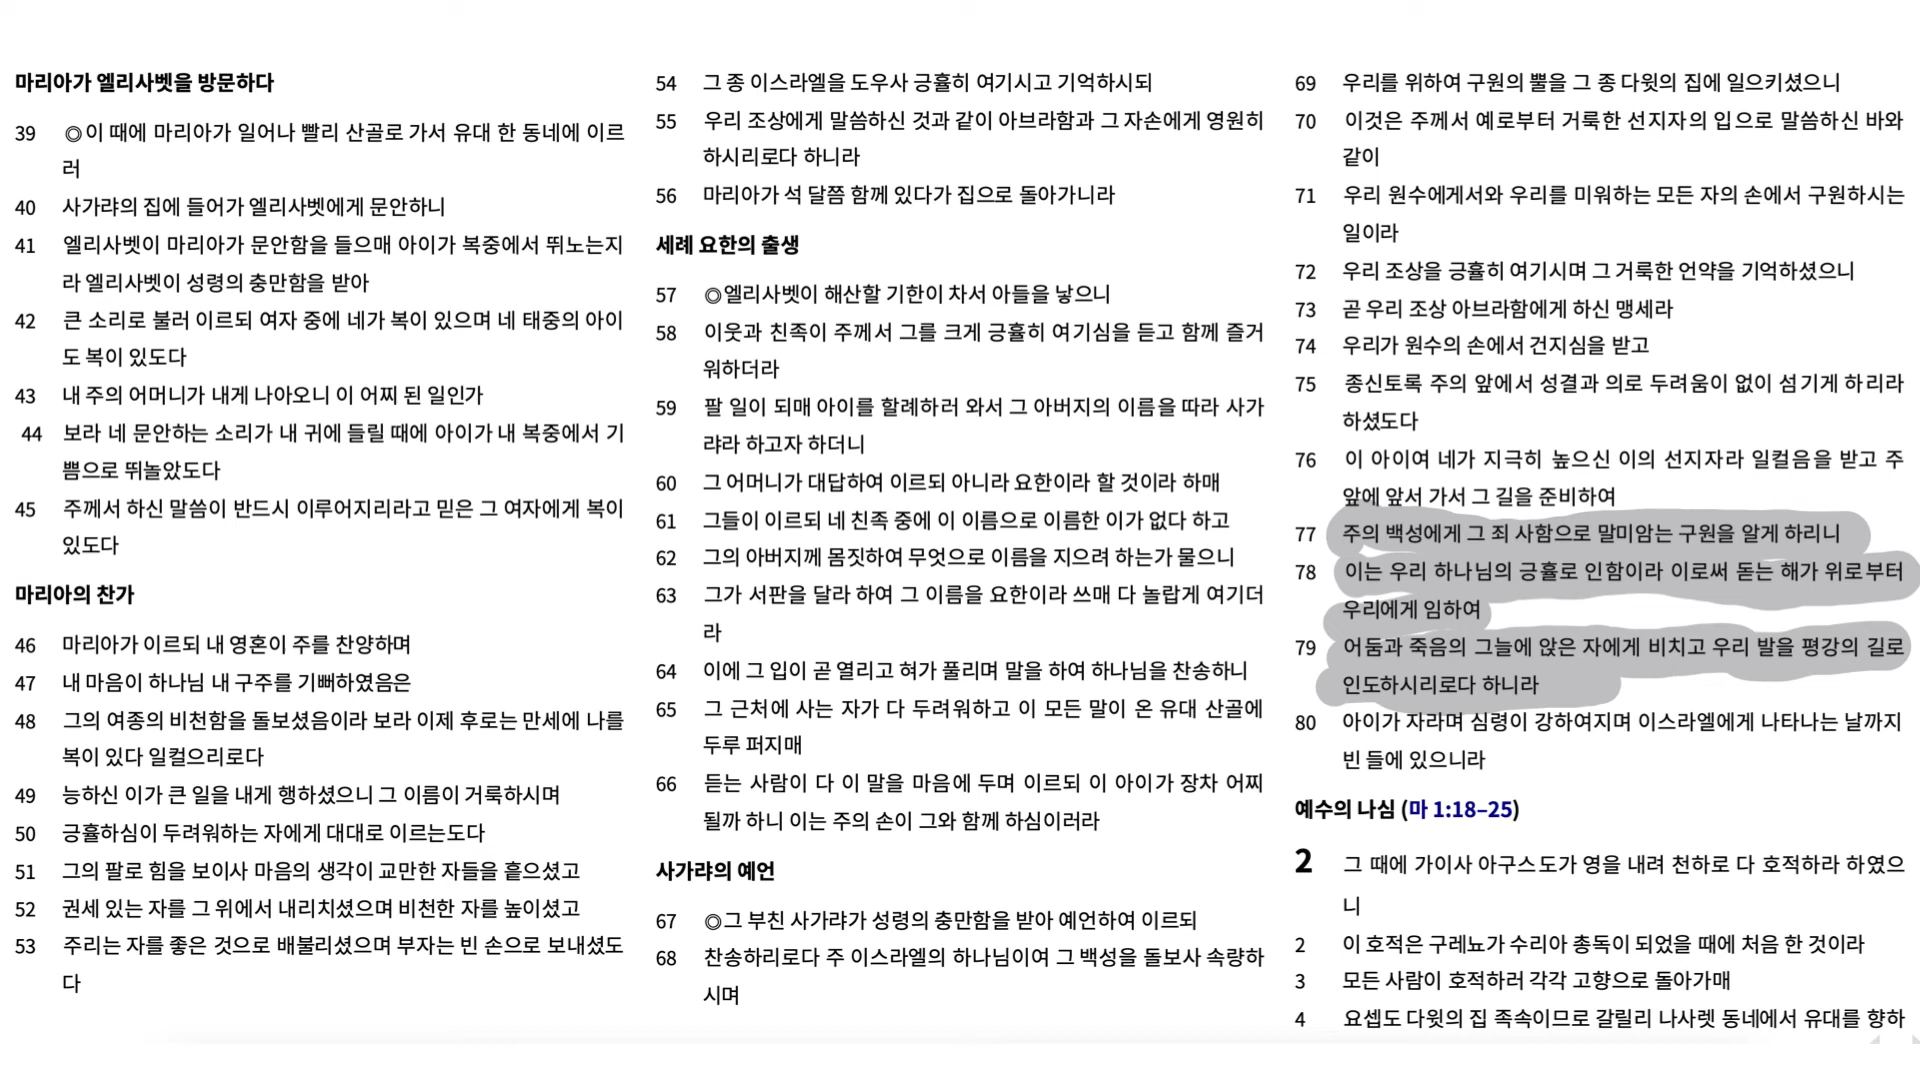 마리아가 엘리사벳을 방문하다
39 ◎이 때에 마리아가 일어나 빨리 산골로 가서 유대 한 동네에 이르
러
40 사가랴의 집에 들어가 엘리사벳에게 문안하니
41 엘리사벳이 마리아가 문안함을 들으매 아이가 복중에서 뛰노는지
라 엘리사벳이 성령의 충만함을 받아
42 큰 소리로 불러 이르되 여자 중에 네가 복이 있으며 네 태중의 아이
도 복이 있도다
43 내 주의 어머니가 내게 나아오니 이 어찌 된 일인가
44 보라 네 문안하는 소리가 내 귀에 들릴 때에 아이가 내 복중에서 기
쁨으로 뛰놀았도다
45 주께서 하신 말씀이 반드시 이루어지리라고 믿은 그 여자에게 복이
있도다
마리아의 찬가
46 마리아가 이르되 내 영혼이 주를 찬양하며
47 내 마음이 하나님 내 구주를 기뻐하였음은
48 그의 여종의 비천함을 돌보셨음이라 보라 이제 후로는 만세에 나를
복이 있다 일컬으리로다
49 능하신 이가 큰 일을 내게 행하셨으니 그 이름이 거룩하시며
50 긍휼하심이 두려워하는 자에게 대대로 이르는도다
51 그의 팔로 힘을 보이사 마음의 생각이 교만한 자들을 흩으셨고
52 권세 있는 자를 그 위에서 내리치셨으며 비천한 자를 높이셨고
53 주리는 자를 좋은 것으로 배불리셨으며 부자는 빈 손으로 보내셨도
다
54 그 종 이스라엘을 도우사 긍휼히 여기시고 기억하시되
55 우리 조상에게 말씀하신 것과 같이 아브라함과 그 자손에게 영원히
하시리로다 하니라
56 마리아가 석 달쯤 함께 있다가 집으로 돌아가니라
세례 요한의 출생
57 ◎엘리사벳이 해산할 기한이 차서 아들을 낳으니
58 이웃과 친족이 주께서 그를 크게 긍휼히 여기심을 듣고 함께 즐거
워하더라
59 팔 일이 되매 아이를 할례하러 와서 그 아버지의 이름을 따라 사가
랴라 하고자 하더니
60 그 어머니가 대답하여 이르되 아니라 요한이라 할 것이라 하매
61 그들이 이르되 네 친족 중에 이 이름으로 이름한 이가 없다 하고
62 그의 아버지께 몸짓하여 무엇으로 이름을 지으려 하는가 물으니
63 그가 서판을 달라 하여 그 이름을 요한이라 쓰매 다 놀랍게 여기더
라
64 이에 그 입이 곧 열리고 혀가 풀리며 말을 하여 하나님을 찬송하니
65 그 근처에 사는 자가 다 두려워하고 이 모든 말이 온 유대 산골에
두루 퍼지매
66 듣는 사람이 다 이 말을 마음에 두며 이르되 이 아이가 장차 어찌
될까 하니 이는 주의 손이 그와 함께 하심이러라
사가랴의 예언
67 ◎그 부친 사가랴가 성령의 충만함을 받아 예언하여 이르되
68 찬송하리로다 주 이스라엘의 하나님이여 그 백성을 돌보사 속량하
시며
69 우리를 위하여 구원의 뿔을 그 종 다윗의 집에 일으키셨으니
70 이것은 주께서 예로부터 거룩한 선지자의 입으로 말씀하신 바와
같이
71 우리 원수에게서와 우리를 미워하는 모든 자의 손에서 구원하시는
일이라
72 우리 조상을 긍휼히 여기시며 그 거룩한 언약을 기억하셨으니
73 곧 우리 조상 아브라함에게 하신 맹세라
74 우리가 원수의 손에서 건지심을 받고
75 종신토록 주의 앞에서 성결과 의로 두려움이 없이 섬기게 하리라
하셨도다
76 이 아이여 네가 지극히 높으신 이의 선지자라 일컬음을 받고 주
앞에 앞서 가서 그 길을 준비하여
77 주의 백성에게 그 죄 사함으로 말미암는 구원을 알게 하리니
78 이는 우리 하나님의 긍휼로 인함이라 이로써 돋는 해가 위로부터
우리에게 임하여
79 어둠과 죽음의 그늘에 앉은 자에게 비치고 우리 발을 평강의 길로
인도하시리로다 하니라
80 아이가 자라며 심령이 강하여지며 이스라엘에게 나타나는 날까지
빈 들에 있으니라
예수의 나심 (마 1:18–25)
2 그 때에 가이사 아구스도가 영을 내려 천하로 다 호적하라 하였으
니
2 이 호적은 구레뇨가 수리아 총독이 되었을 때에 처음 한 것이라
3 모든 사람이 호적하러 각각 고향으로 돌아가매
4 요셉도 다윗의 집 족속이므로 갈릴리 나사렛 동네에서 유대를 향하